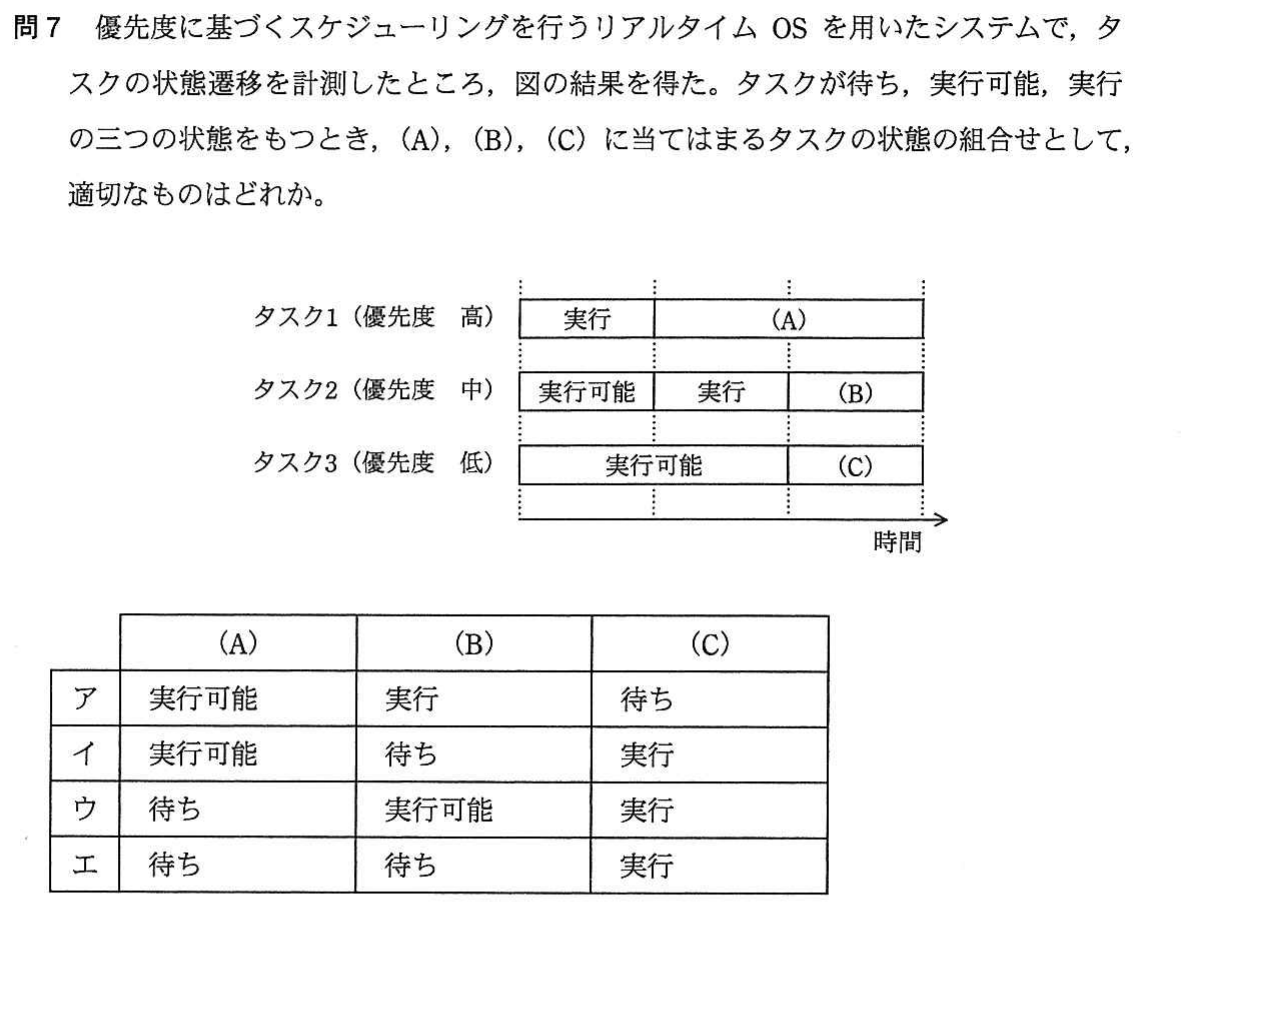 問7　優先度に基づくスケジューリングを行うリアルタイム OS を用いたシステムで，タ
スクの状態遷移を計測したところ，図の結果を得た。タスクが待ち，実行可能，実行
の三つの状態をもつとき，(A)，(B)，(C) に当てはまるタスクの状態の組合せとして，
適切なものはどれか。
タスク1（優先度　高） 実行 (A)
タスク2（優先度　中） 実行可能 実行 (B)
タスク3（優先度　低） 実行可能 (C)
時間
(A) (B) (C)
ア 実行可能 実行 待ち
イ 実行可能 待ち 実行
ウ 待ち 実行可能 実行
エ 待ち 待ち 実行